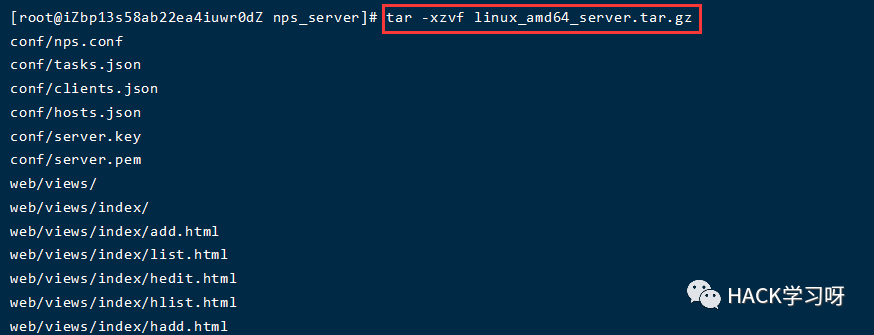 [root@iZbp13s58ab22ea4iuwr0dZ nps_server]# tar -xzvf linux_amd64_server.tar.gz
conf/nps.conf
conf/tasks.json
conf/clients.json
conf/hosts.json
conf/server.key
conf/server.pem
web/views/
web/views/index/
web/views/index/add.html
web/views/index/list.html
web/views/index/hedit.html
web/views/index/hlist.html
web/views/index/hadd.html
HACK学习呀